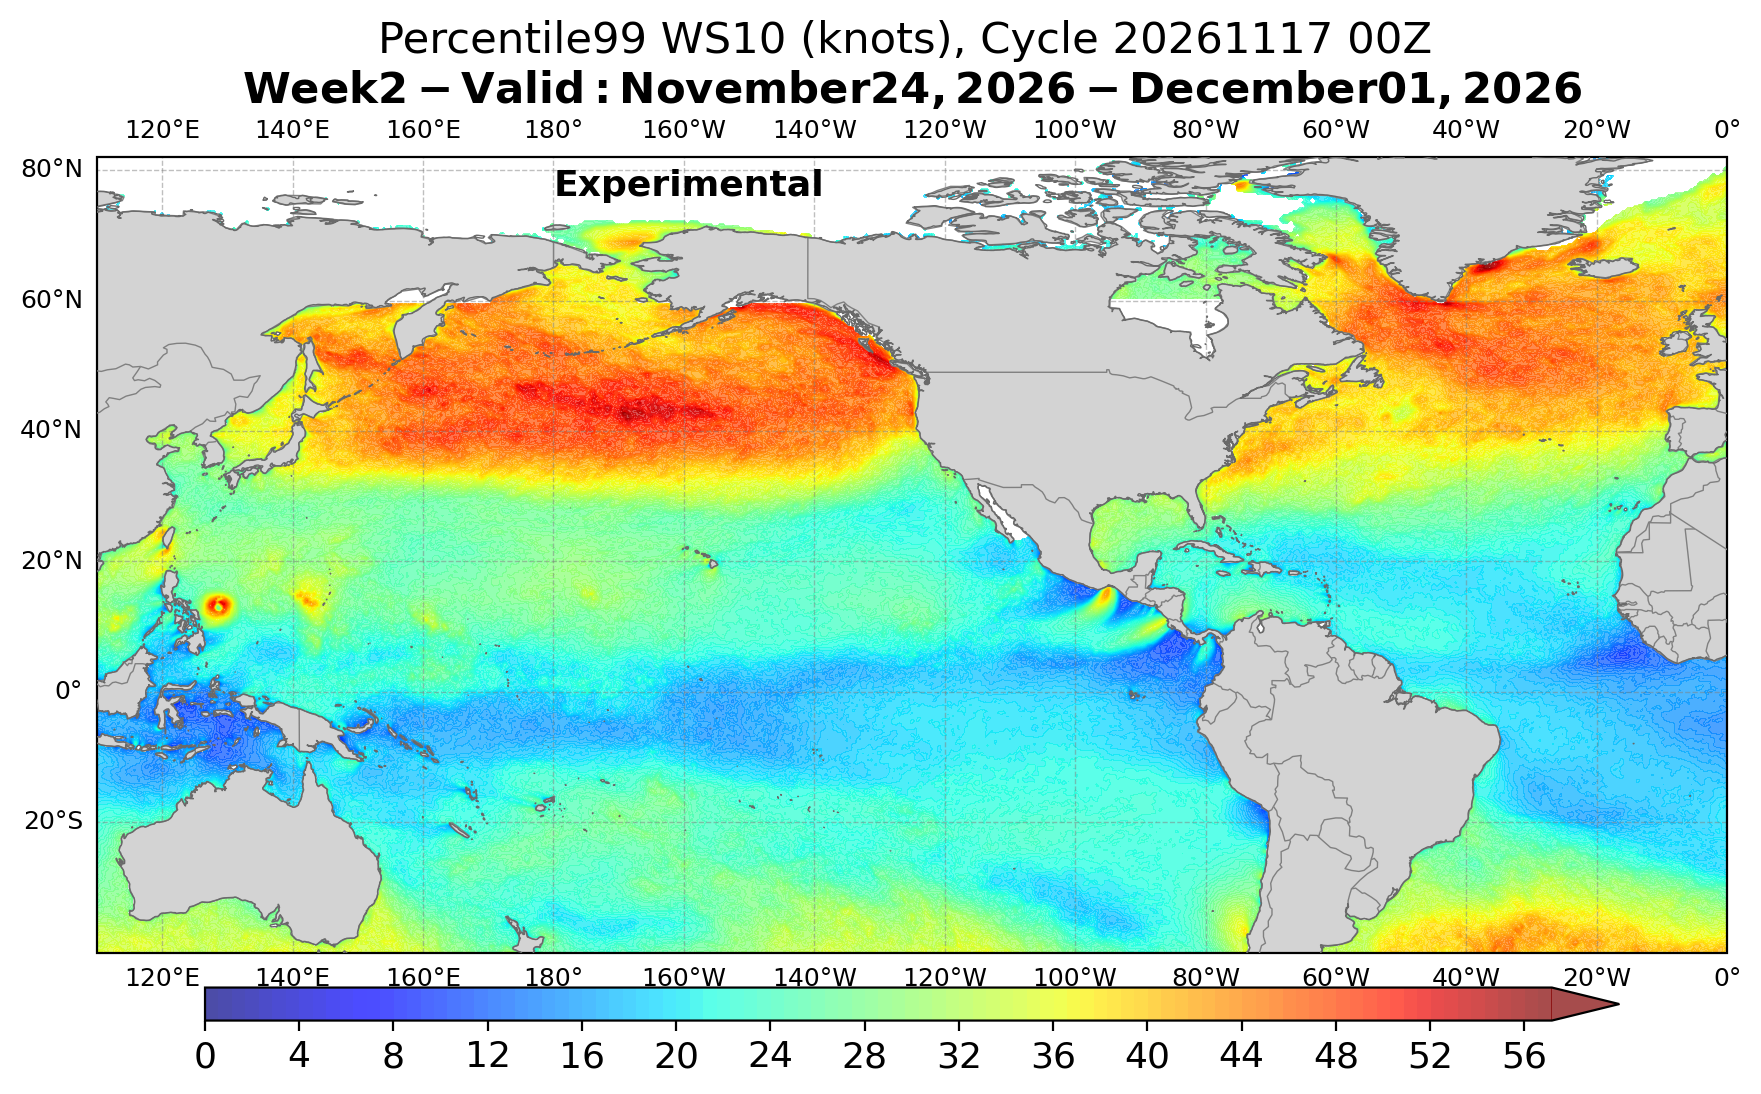 Percentile99 WS10 (knots), Cycle 20261117 00Z
Week2 − Valid : November24, 2026 − December01, 2026
120°E 140°E 160°E 180° 160°W 140°W 120°W 100°W 80°W 60°W 40°W 20°W 0°
80°N
Experimental
60°N
40°N
20°N
0°
20°S
120°E 140°E 160°E 180° 160°W 140°W 120°W 100°W 80°W 60°W 40°W 20°W 0°
0 4 8 12 16 20 24 28 32 36 40 44 48 52 56